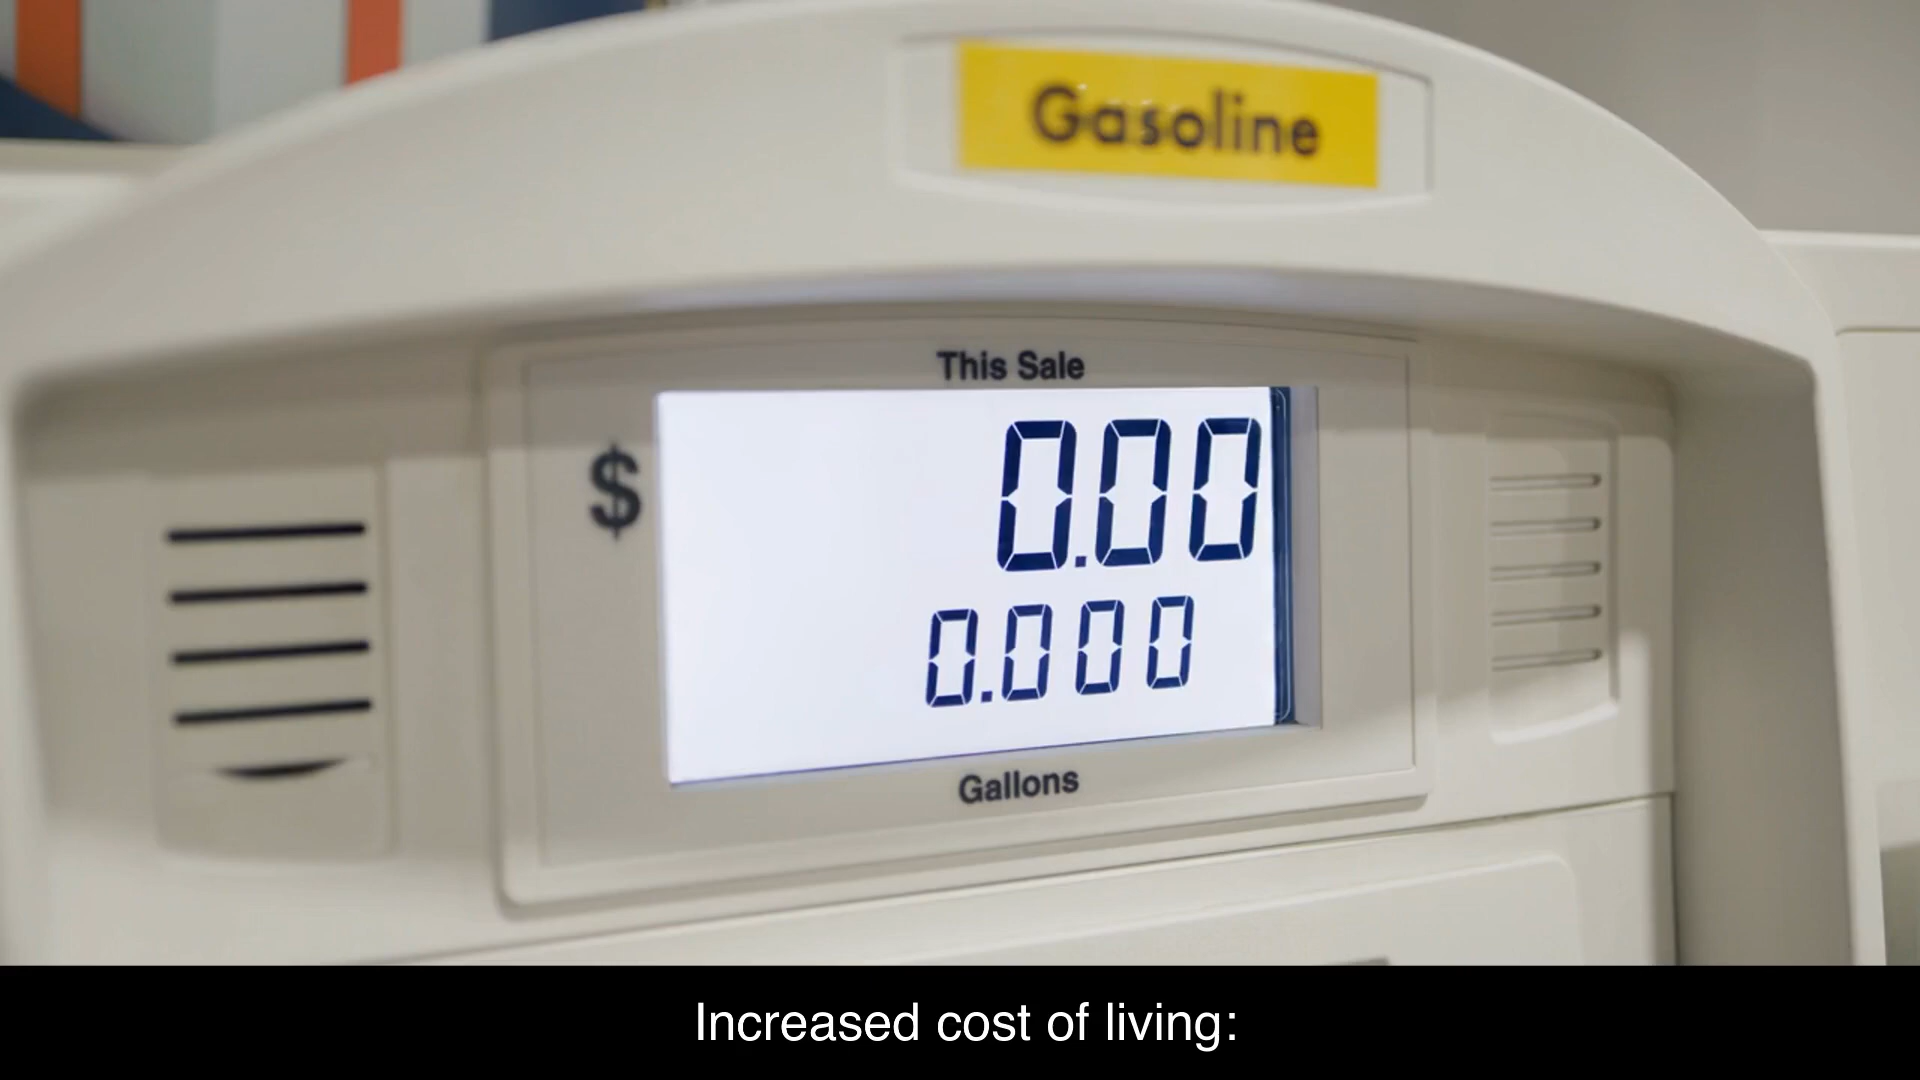 Gasoline
This Sale
$ 0.00
0.000
Gallons
Increased cost of living: